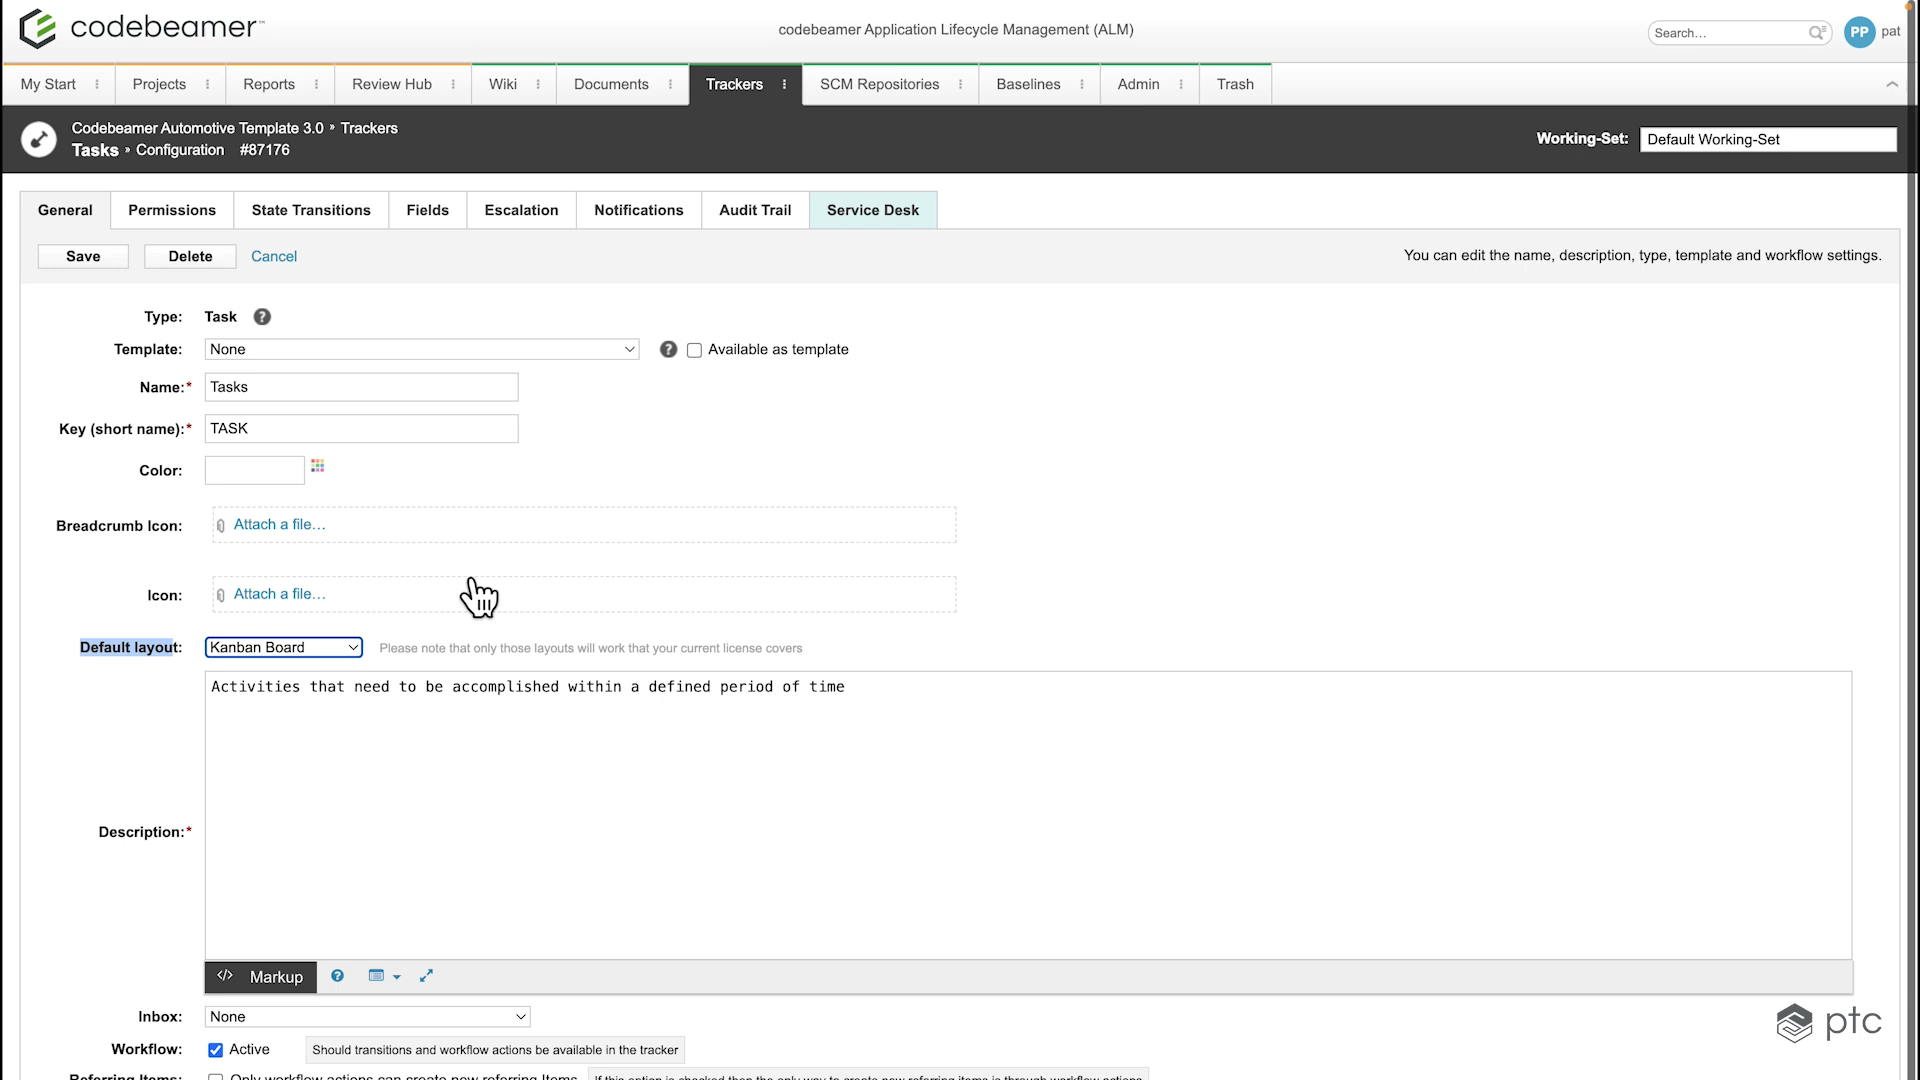 codebeamer™
codebeamer Application Lifecycle Management (ALM)
Search...
PP pat
My Start Projects Reports Review Hub Wiki Documents Trackers SCM Repositories Baselines Admin Trash
Codebeamer Automotive Template 3.0 » Trackers
Tasks » Configuration #87176
Working-Set: Default Working-Set
General Permissions State Transitions Fields Escalation Notifications Audit Trail Service Desk
Save Delete Cancel
You can edit the name, description, type, template and workflow settings.
Type: Task ?
Template: None ? Available as template
Name:* Tasks
Key (short name):* TASK
Color:
Breadcrumb Icon: Attach a file...
Icon: Attach a file...
Default layout: Kanban Board Please note that only those layouts will work that your current license covers
Activities that need to be accomplished within a defined period of time
Description:*
</> Markup ?
Inbox: None
ptc
Workflow: Active Should transitions and workflow actions be available in the tracker
Referring Items: Only workflow actions can create new referring Items If this option is checked then the only way to create new referring items is through workflow actions